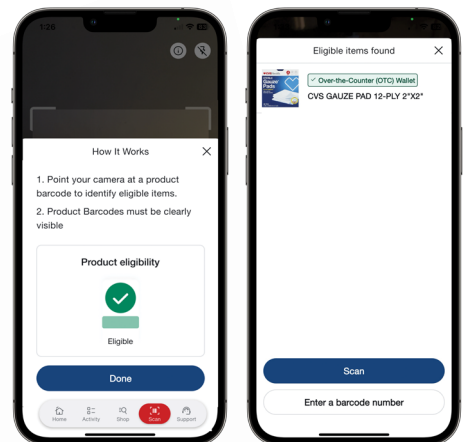 1:26
How It Works
1. Point your camera at a product
barcode to identify eligible items.
2. Product Barcodes must be clearly
visible
Product eligibility
Eligible
Done
Home
Activity
Shop
Scan
Support
Eligible items found
Over-the-Counter (OTC) Wallet
CVS GAUZE PAD 12-PLY 2"X2"
Gauze
Pads
Scan
Enter a barcode number